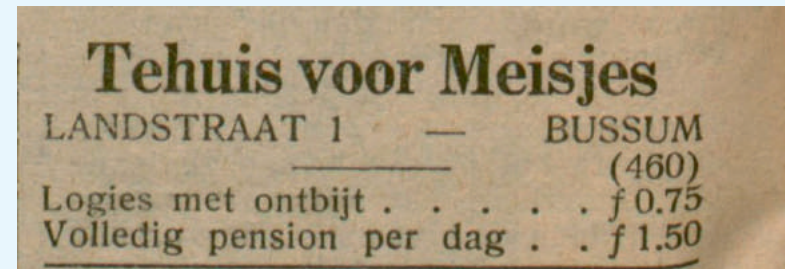 Tehuis voor Meisjes
LANDSTRAAT 1 — BUSSUM
(460)
Logies met ontbijt . . . . . . ƒ 0.75
Volledig pension per dag . . ƒ 1.50